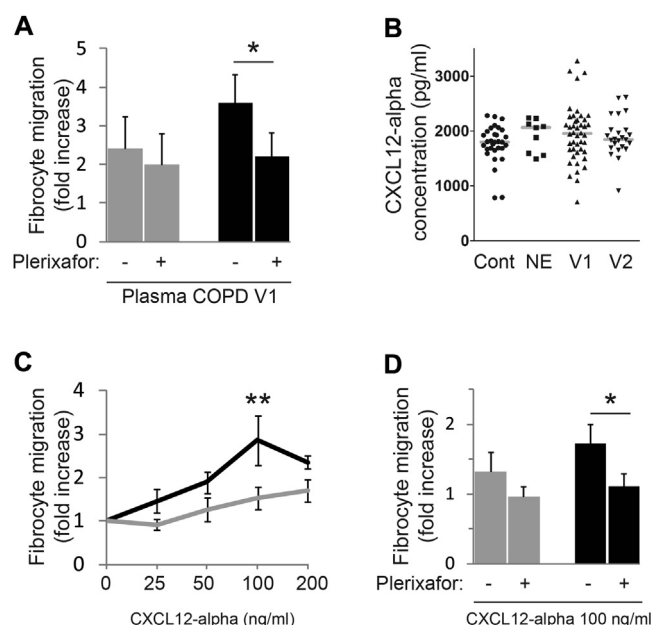 A
Fibrocyte migration
(fold increase)
5
4
3
2
1
0
*
Plerixafor: - + - +
Plasma COPD V1
B
CXCL12-alpha
concentration (pg/ml)
3000
2000
1000
0
Cont NE V1 V2
C
Fibrocyte migration
(fold increase)
4
3
2
1
0
**
0 25 50 100 200
CXCL12-alpha (ng/ml)
D
Fibrocyte migration
(fold increase)
2
1
0
*
Plerixafor: - + - +
CXCL12-alpha 100 ng/ml